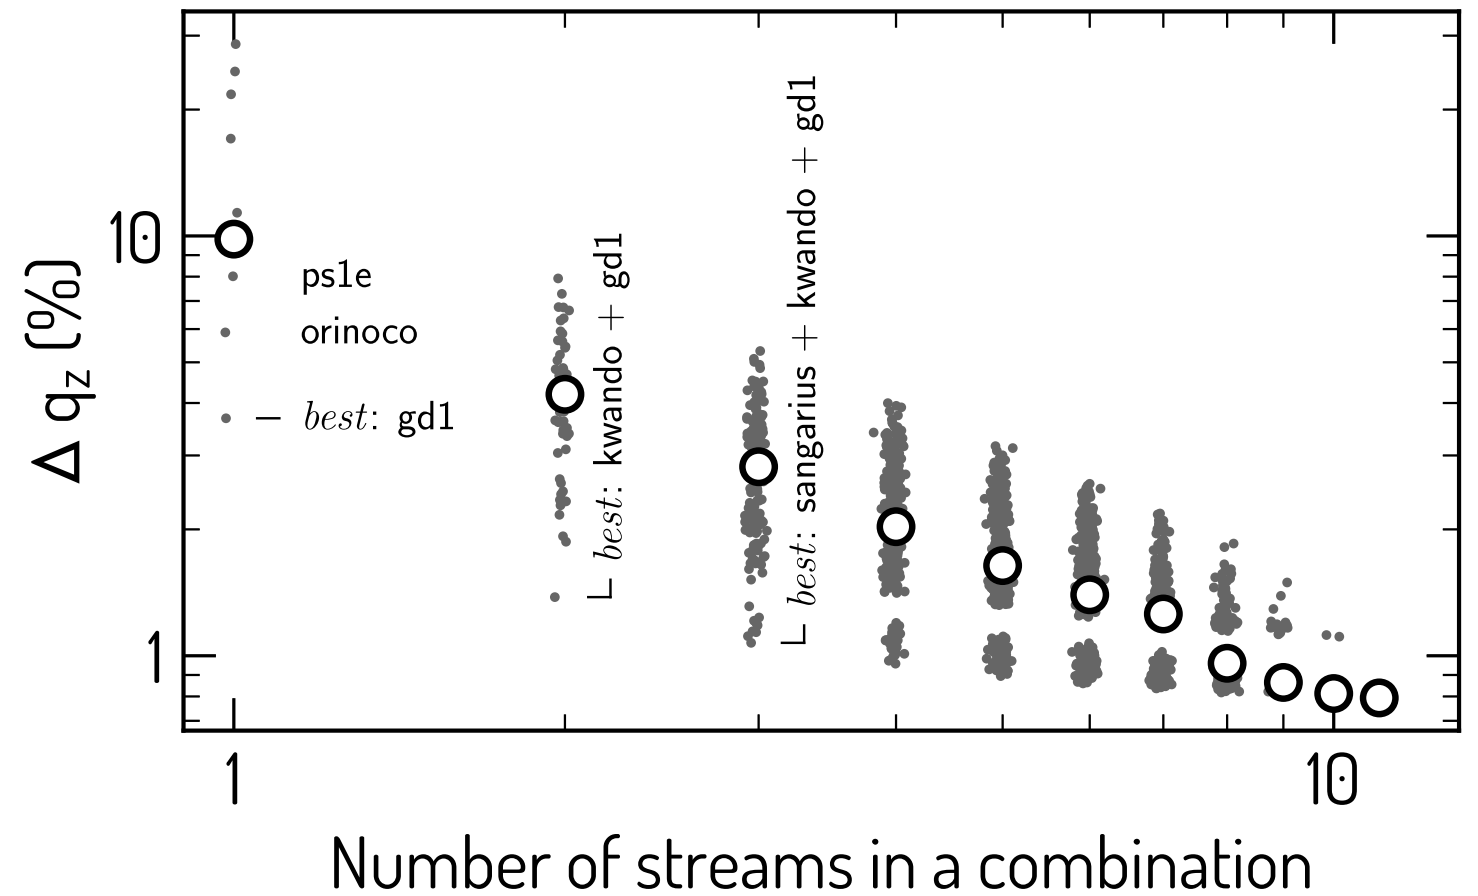 Δ q_z (%)
10
1
ps1e
orinoco
– best: gd1
best: kwando + gd1
best: sangarius + kwando + gd1
1
10
Number of streams in a combination